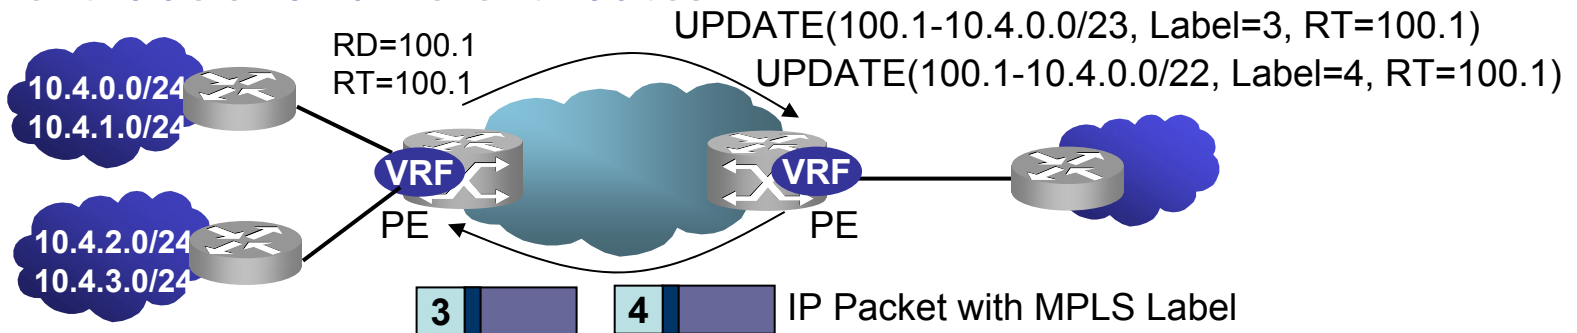 UPDATE(100.1-10.4.0.0/23, Label=3, RT=100.1)
RD=100.1
RT=100.1
UPDATE(100.1-10.4.0.0/22, Label=4, RT=100.1)
10.4.0.0/24
10.4.1.0/24
VRF
VRF
PE
PE
10.4.2.0/24
10.4.3.0/24
3
4
IP Packet with MPLS Label